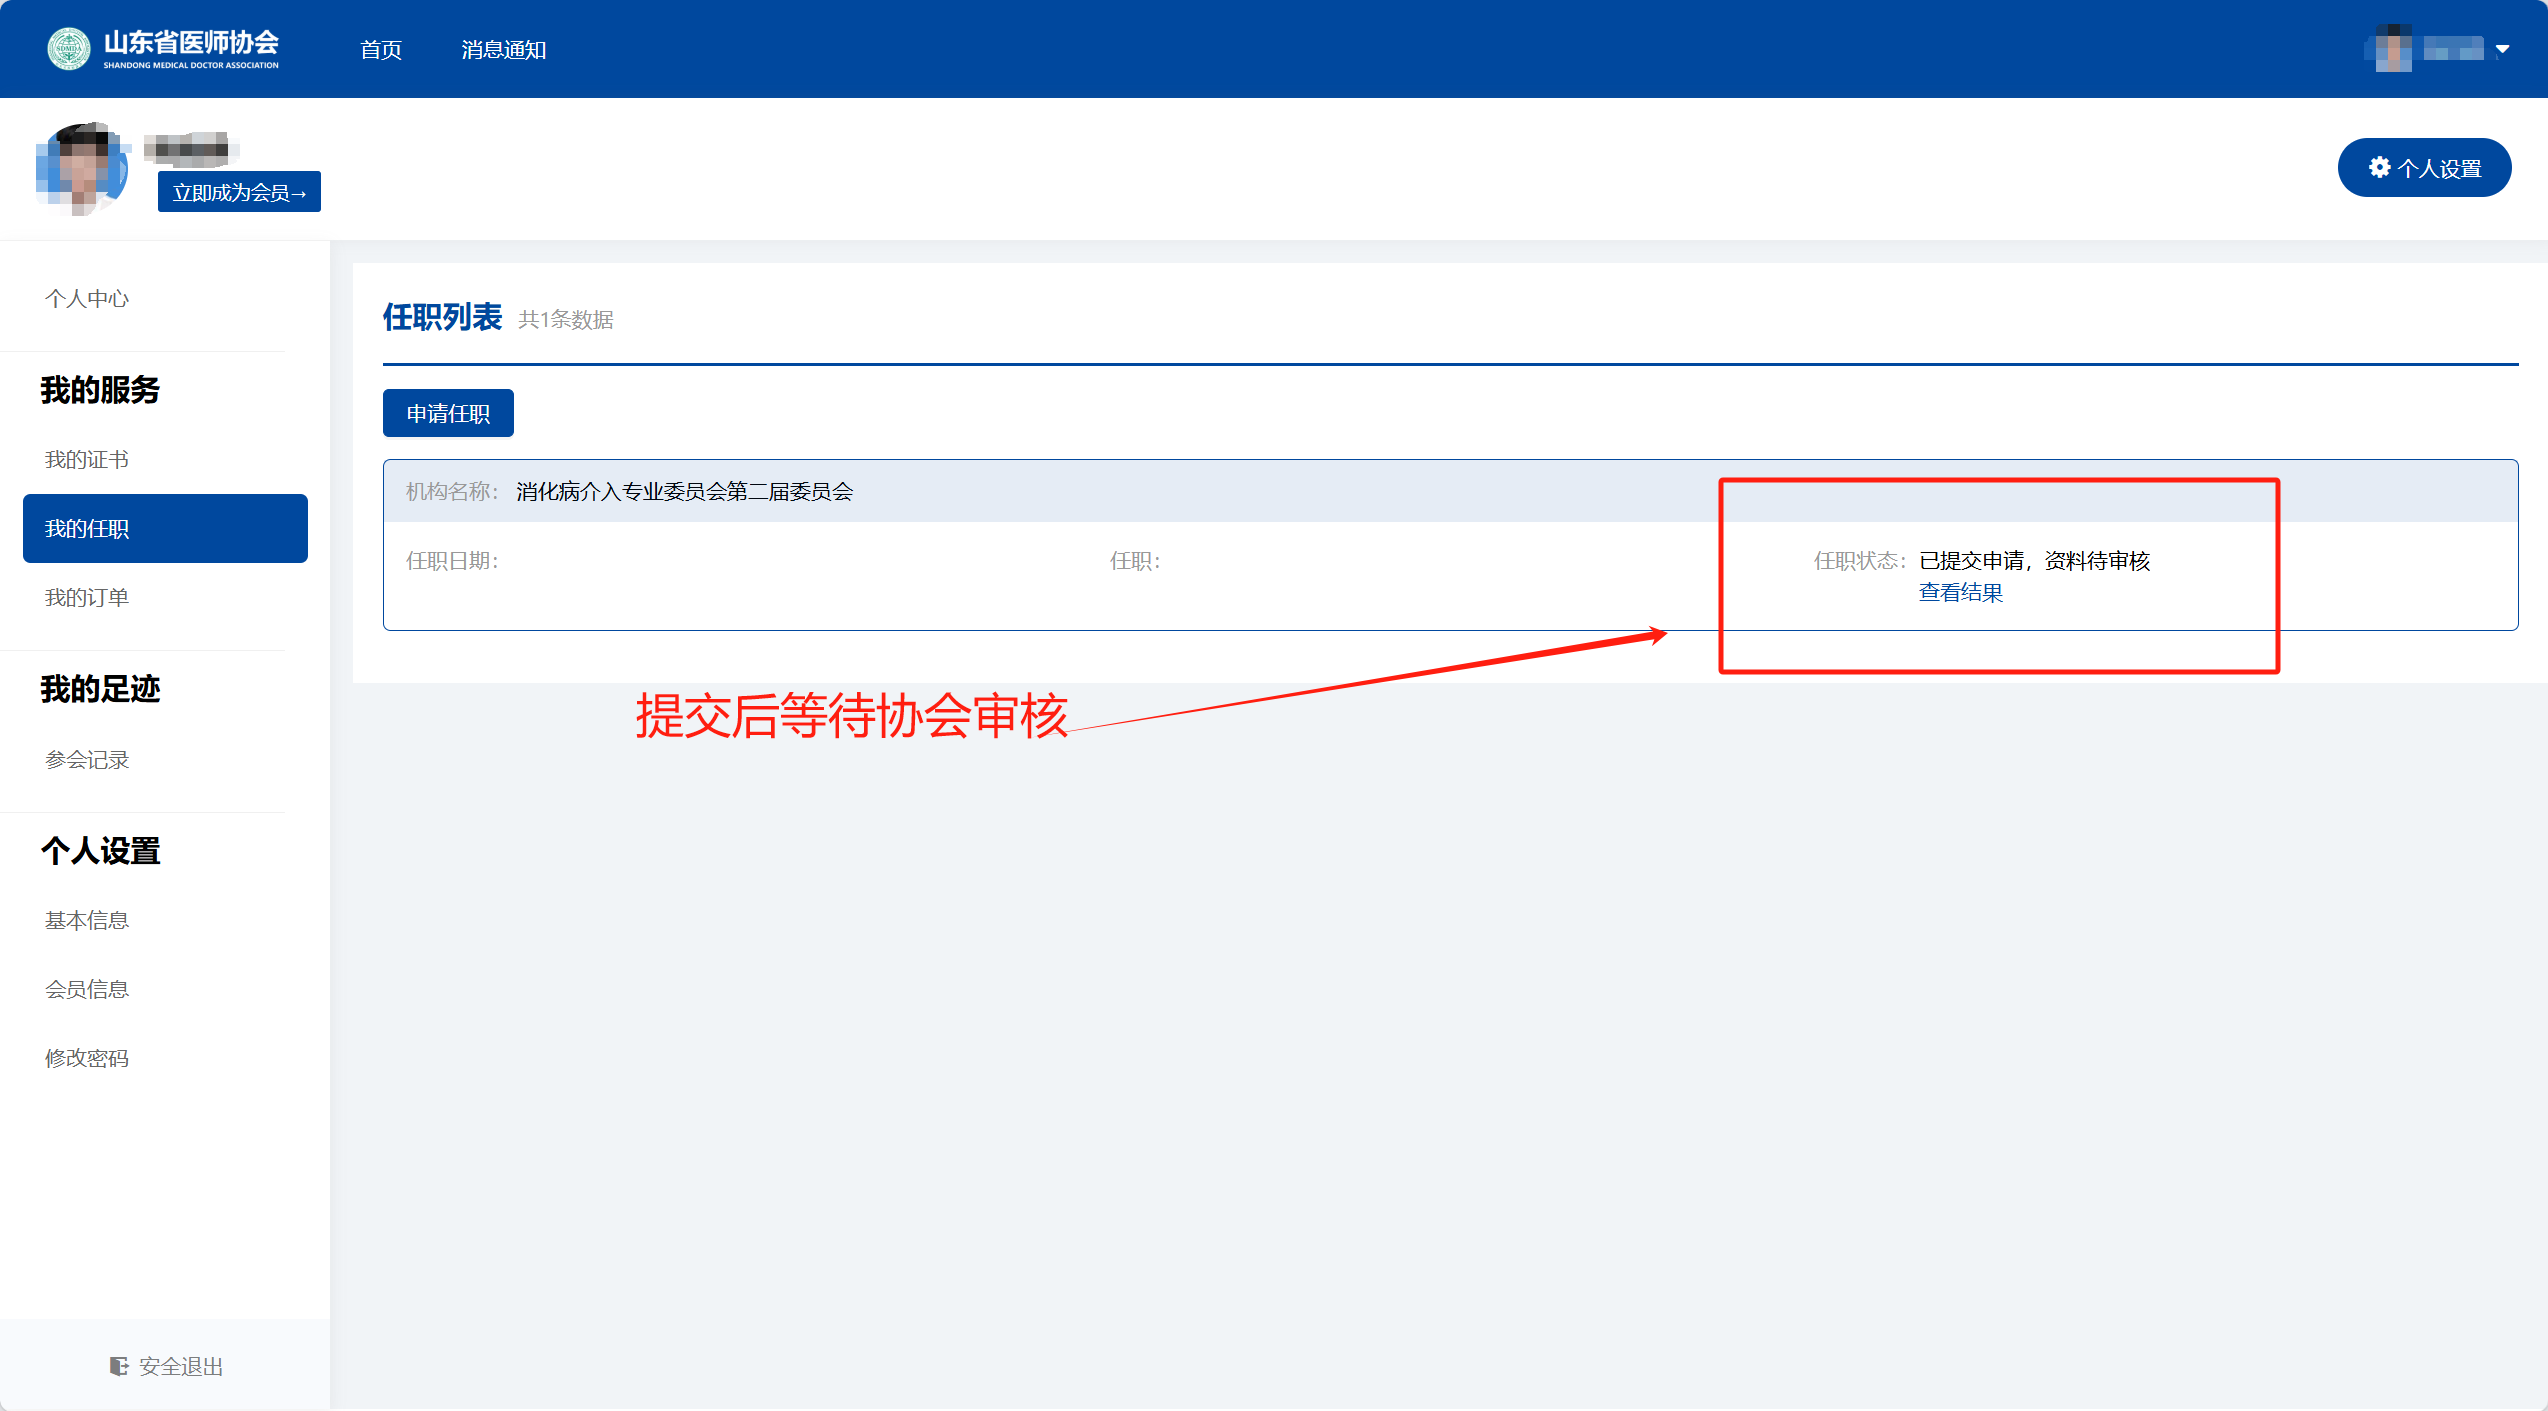 山东省医师协会
SHANDONG MEDICAL DOCTOR ASSOCIATION
首页
消息通知
立即成为会员→
个人设置
个人中心
我的服务
我的证书
我的任职
我的订单
我的足迹
参会记录
个人设置
基本信息
会员信息
修改密码
安全退出
任职列表 共1条数据
申请任职
机构名称： 消化病介入专业委员会第二届委员会
任职日期： 任职： 任职状态： 已提交申请，资料待审核
查看结果
提交后等待协会审核